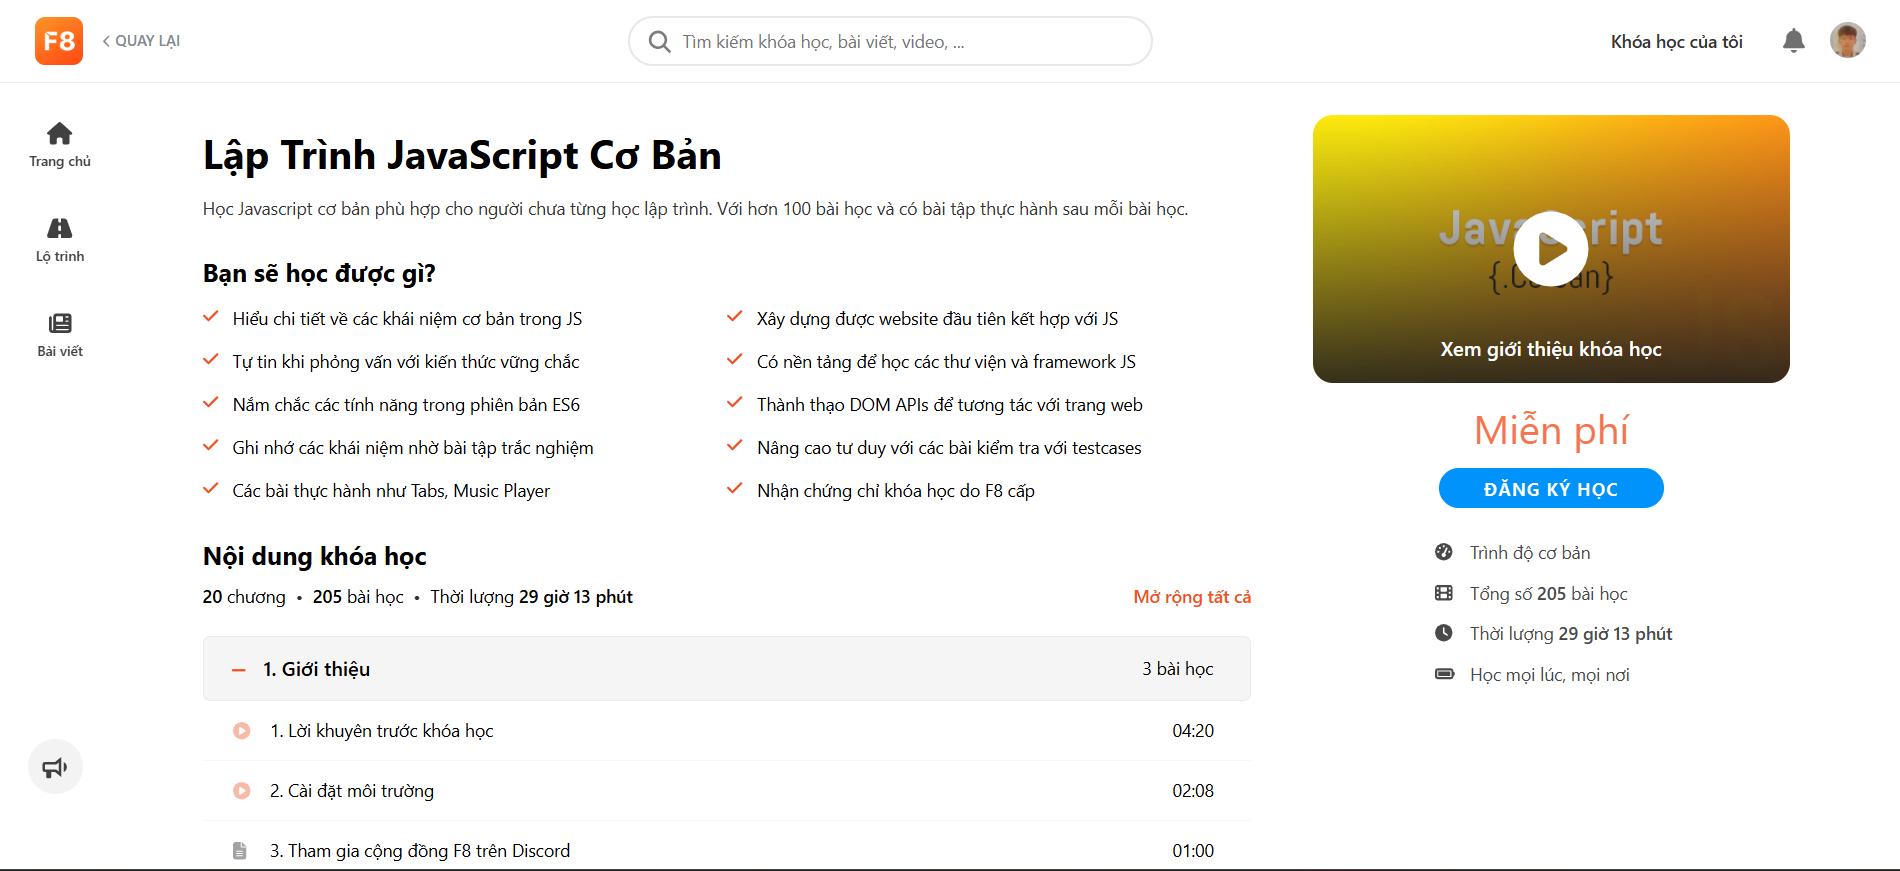 F8
QUAY LẠI
Tìm kiếm khóa học, bài viết, video, ...
Khóa học của tôi
Trang chủ
Lộ trình
Bài viết
Lập Trình JavaScript Cơ Bản
Học Javascript cơ bản phù hợp cho người chưa từng học lập trình. Với hơn 100 bài học và có bài tập thực hành sau mỗi bài học.
Bạn sẽ học được gì?
Hiểu chi tiết về các khái niệm cơ bản trong JS
Xây dựng được website đầu tiên kết hợp với JS
Tự tin khi phỏng vấn với kiến thức vững chắc
Có nền tảng để học các thư viện và framework JS
Nắm chắc các tính năng trong phiên bản ES6
Thành thạo DOM APIs để tương tác với trang web
Ghi nhớ các khái niệm nhờ bài tập trắc nghiệm
Nâng cao tư duy với các bài kiểm tra với testcases
Các bài thực hành như Tabs, Music Player
Nhận chứng chỉ khóa học do F8 cấp
Nội dung khóa học
20 chương • 205 bài học • Thời lượng 29 giờ 13 phút
Mở rộng tất cả
1. Giới thiệu
3 bài học
1. Lời khuyên trước khóa học
04:20
2. Cài đặt môi trường
02:08
3. Tham gia cộng đồng F8 trên Discord
01:00
JavaScript
{.Cơ bản}
Xem giới thiệu khóa học
Miễn phí
ĐĂNG KÝ HỌC
Trình độ cơ bản
Tổng số 205 bài học
Thời lượng 29 giờ 13 phút
Học mọi lúc, mọi nơi